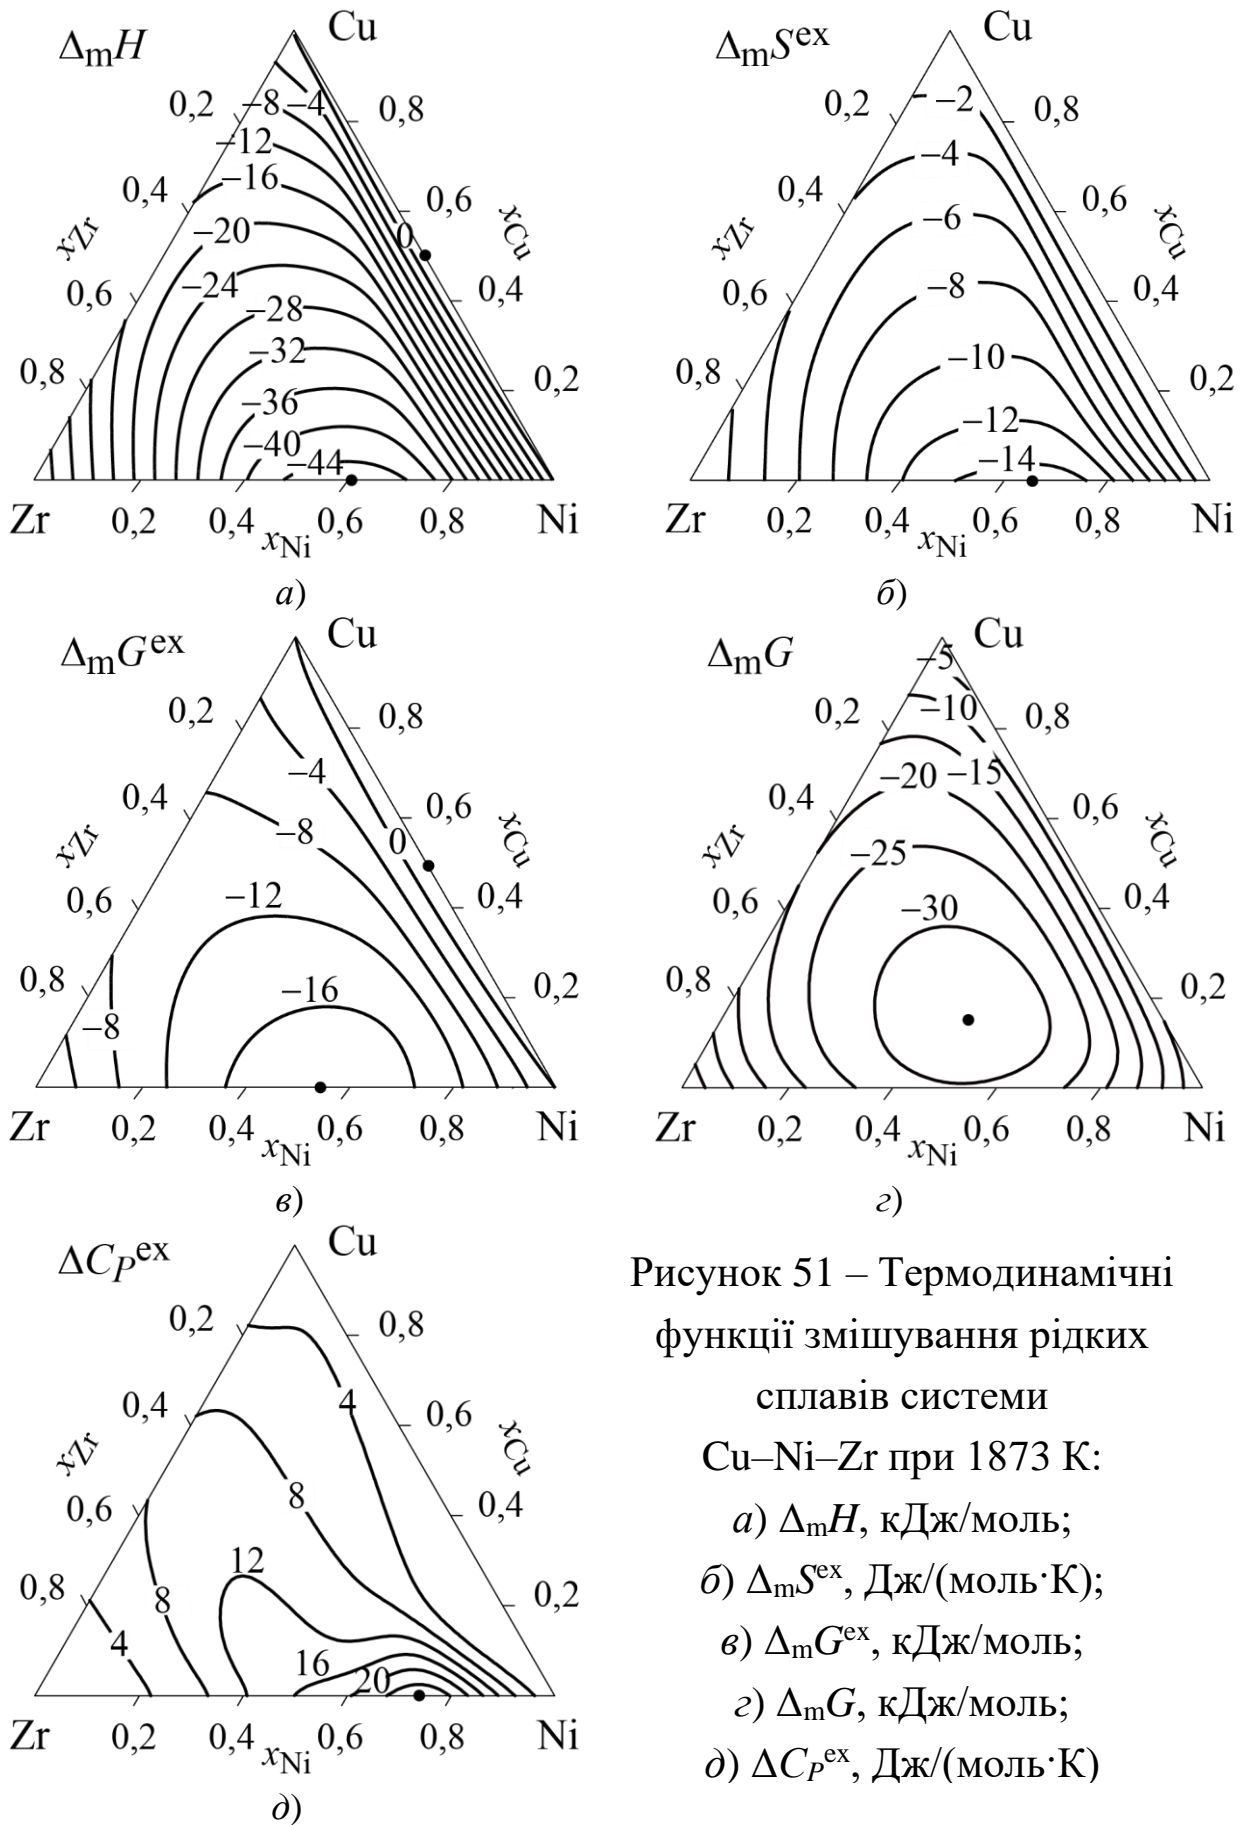 ΔₘH
Cu
0,2
−8
−4
0,8
−12
0,4
−16
0,6
xZr
−20
0
xCu
0,6
−24
0,4
−28
0,8
−32
0,2
−36
−40
−44
Zr
0,2
0,4
xNi
0,6
0,8
Ni
а)
ΔₘSᵉˣ
Cu
0,2
−2
0,8
0,4
−4
0,6
xZr
−6
xCu
0,6
−8
0,4
0,8
−10
0,2
−12
−14
Zr
0,2
0,4
xNi
0,6
0,8
Ni
б)
ΔₘGᵉˣ
Cu
0,2
0,8
−4
0,4
0,6
xZr
−8
0
xCu
0,6
−12
0,4
0,8
−16
0,2
−8
Zr
0,2
0,4
xNi
0,6
0,8
Ni
в)
ΔₘG
Cu
−5
0,2
−10
0,8
−20
−15
0,4
0,6
xZr
−25
xCu
0,6
−30
0,4
0,8
0,2
Zr
0,2
0,4
xNi
0,6
0,8
Ni
г)
ΔC_Pᵉˣ
Cu
0,2
0,8
4
0,4
0,6
xZr
xCu
8
0,6
0,4
12
0,8
8
0,2
4
16
20
Zr
0,2
0,4
xNi
0,6
0,8
Ni
д)
Рисунок 51 – Термодинамічні
функції змішування рідких
сплавів системи
Cu–Ni–Zr при 1873 К:
а) ΔₘH, кДж/моль;
б) ΔₘSᵉˣ, Дж/(моль·К);
в) ΔₘGᵉˣ, кДж/моль;
г) ΔₘG, кДж/моль;
д) ΔC_Pᵉˣ, Дж/(моль·К)